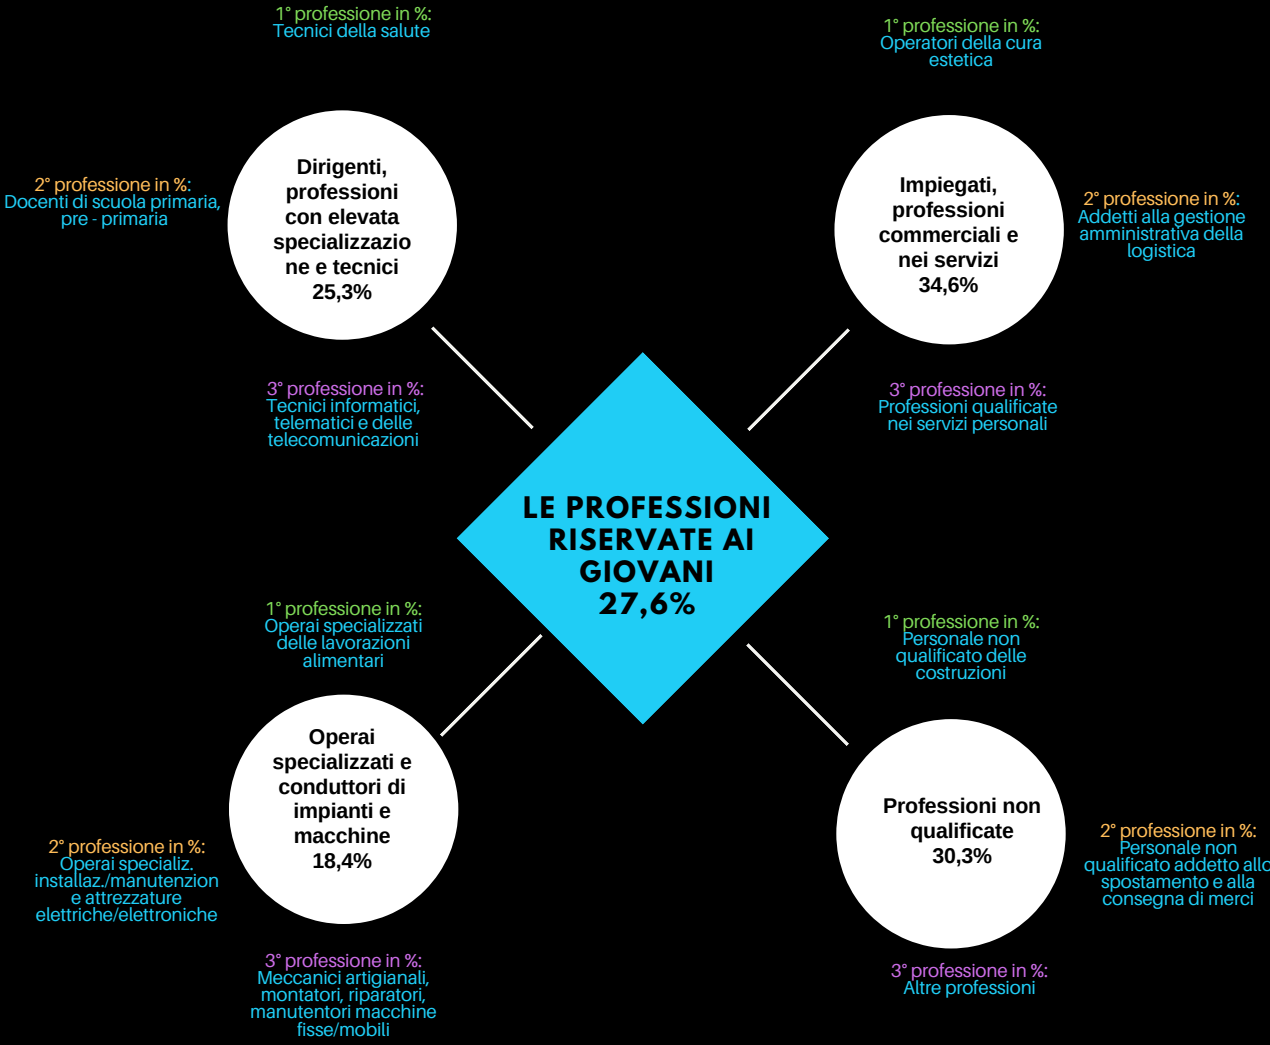 1° professione in %:
Tecnici della salute
2° professione in %:
Docenti di scuola primaria,
pre - primaria
Dirigenti,
professioni
con elevata
specializzazio
ne e tecnici
25,3%
3° professione in %:
Tecnici informatici,
telematici e delle
telecomunicazioni
1° professione in %:
Operatori della cura
estetica
Impiegati,
professioni
commerciali e
nei servizi
34,6%
2° professione in %:
Addetti alla gestione
amministrativa della
logistica
3° professione in %:
Professioni qualificate
nei servizi personali
LE PROFESSIONI
RISERVATE AI
GIOVANI
27,6%
1° professione in %:
Operai specializzati
delle lavorazioni
alimentari
Operai
specializzati e
conduttori di
impianti e
macchine
18,4%
2° professione in %:
Operai specializ.
installaz./manutenzion
e attrezzature
elettriche/elettroniche
3° professione in %:
Meccanici artigianali,
montatori, riparatori,
manutentori macchine
fisse/mobili
1° professione in %:
Personale non
qualificato delle
costruzioni
Professioni non
qualificate
30,3%
2° professione in %:
Personale non
qualificato addetto allo
spostamento e alla
consegna di merci
3° professione in %:
Altre professioni